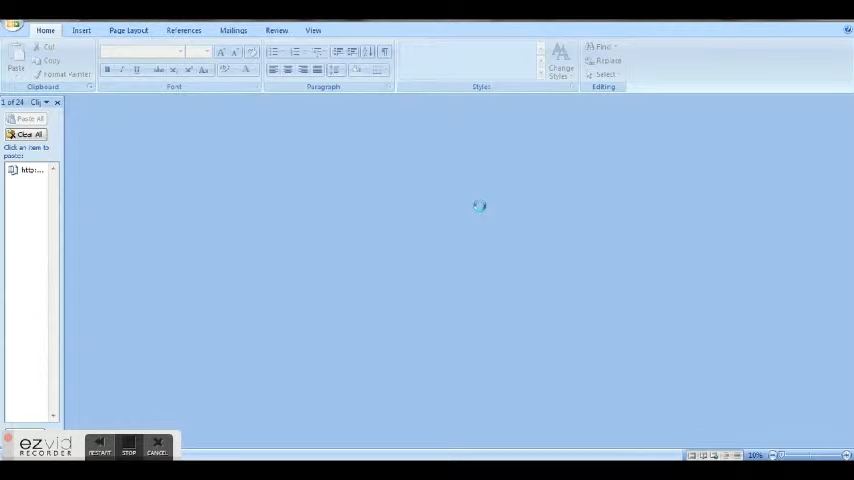 Home Insert Page Layout References Mailings Review View
Cut
Copy
Paste
Format Painter
Change
Styles
Find
Replace
Select
Clipboard Font Paragraph Styles Editing
1 of 24
Paste All
Clear All
Click an item to
paste:
http:...
ezvid
RECORDER
RESTART STOP CANCEL
10%